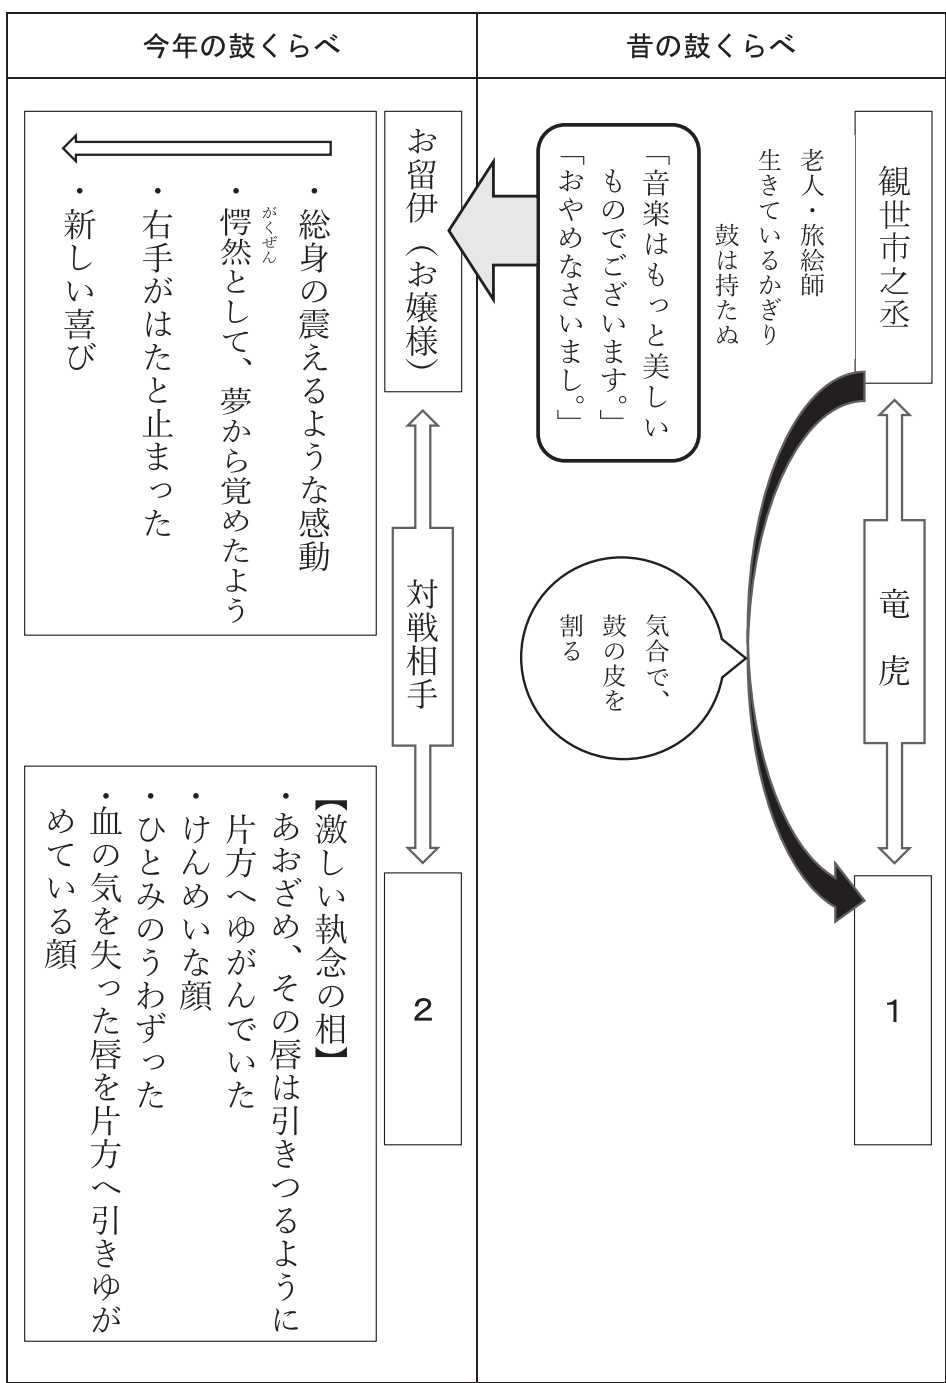 昔の鼓くらべ
観世市之丞
老人・旅絵師
生きているかぎり
鼓は持たぬ
竜 虎
1
気合で、
鼓の皮を
割る
「音楽はもっと美しい
ものでございます。」
「おやめなさいまし。」
今年の鼓くらべ
お留伊（お嬢様）
対戦相手
2
・総身の震えるような感動
がくぜん
・愕然として、夢から覚めたよう
・右手がはたと止まった
・新しい喜び
【激しい執念の相】
・あおざめ、その唇は引きつるように
片方へゆがんでいた
・けんめいな顔
・ひとみのうわずった
・血の気を失った唇を片方へ引きゆが
めている顔